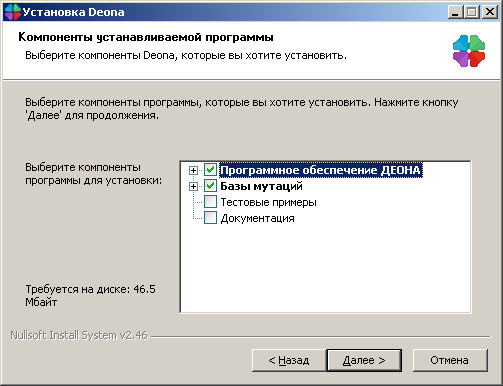 Установка Deona
Компоненты устанавливаемой программы
Выберите компоненты Deona, которые вы хотите установить.
Выберите компоненты программы, которые вы хотите установить. Нажмите кнопку
'Далее' для продолжения.
Выберите компоненты
программы для установки:
Программное обеспечение ДЕОНА
Базы мутаций
Тестовые примеры
Документация
Требуется на диске: 46.5
Мбайт
Nullsoft Install System v2.46
< Назад
Далее >
Отмена